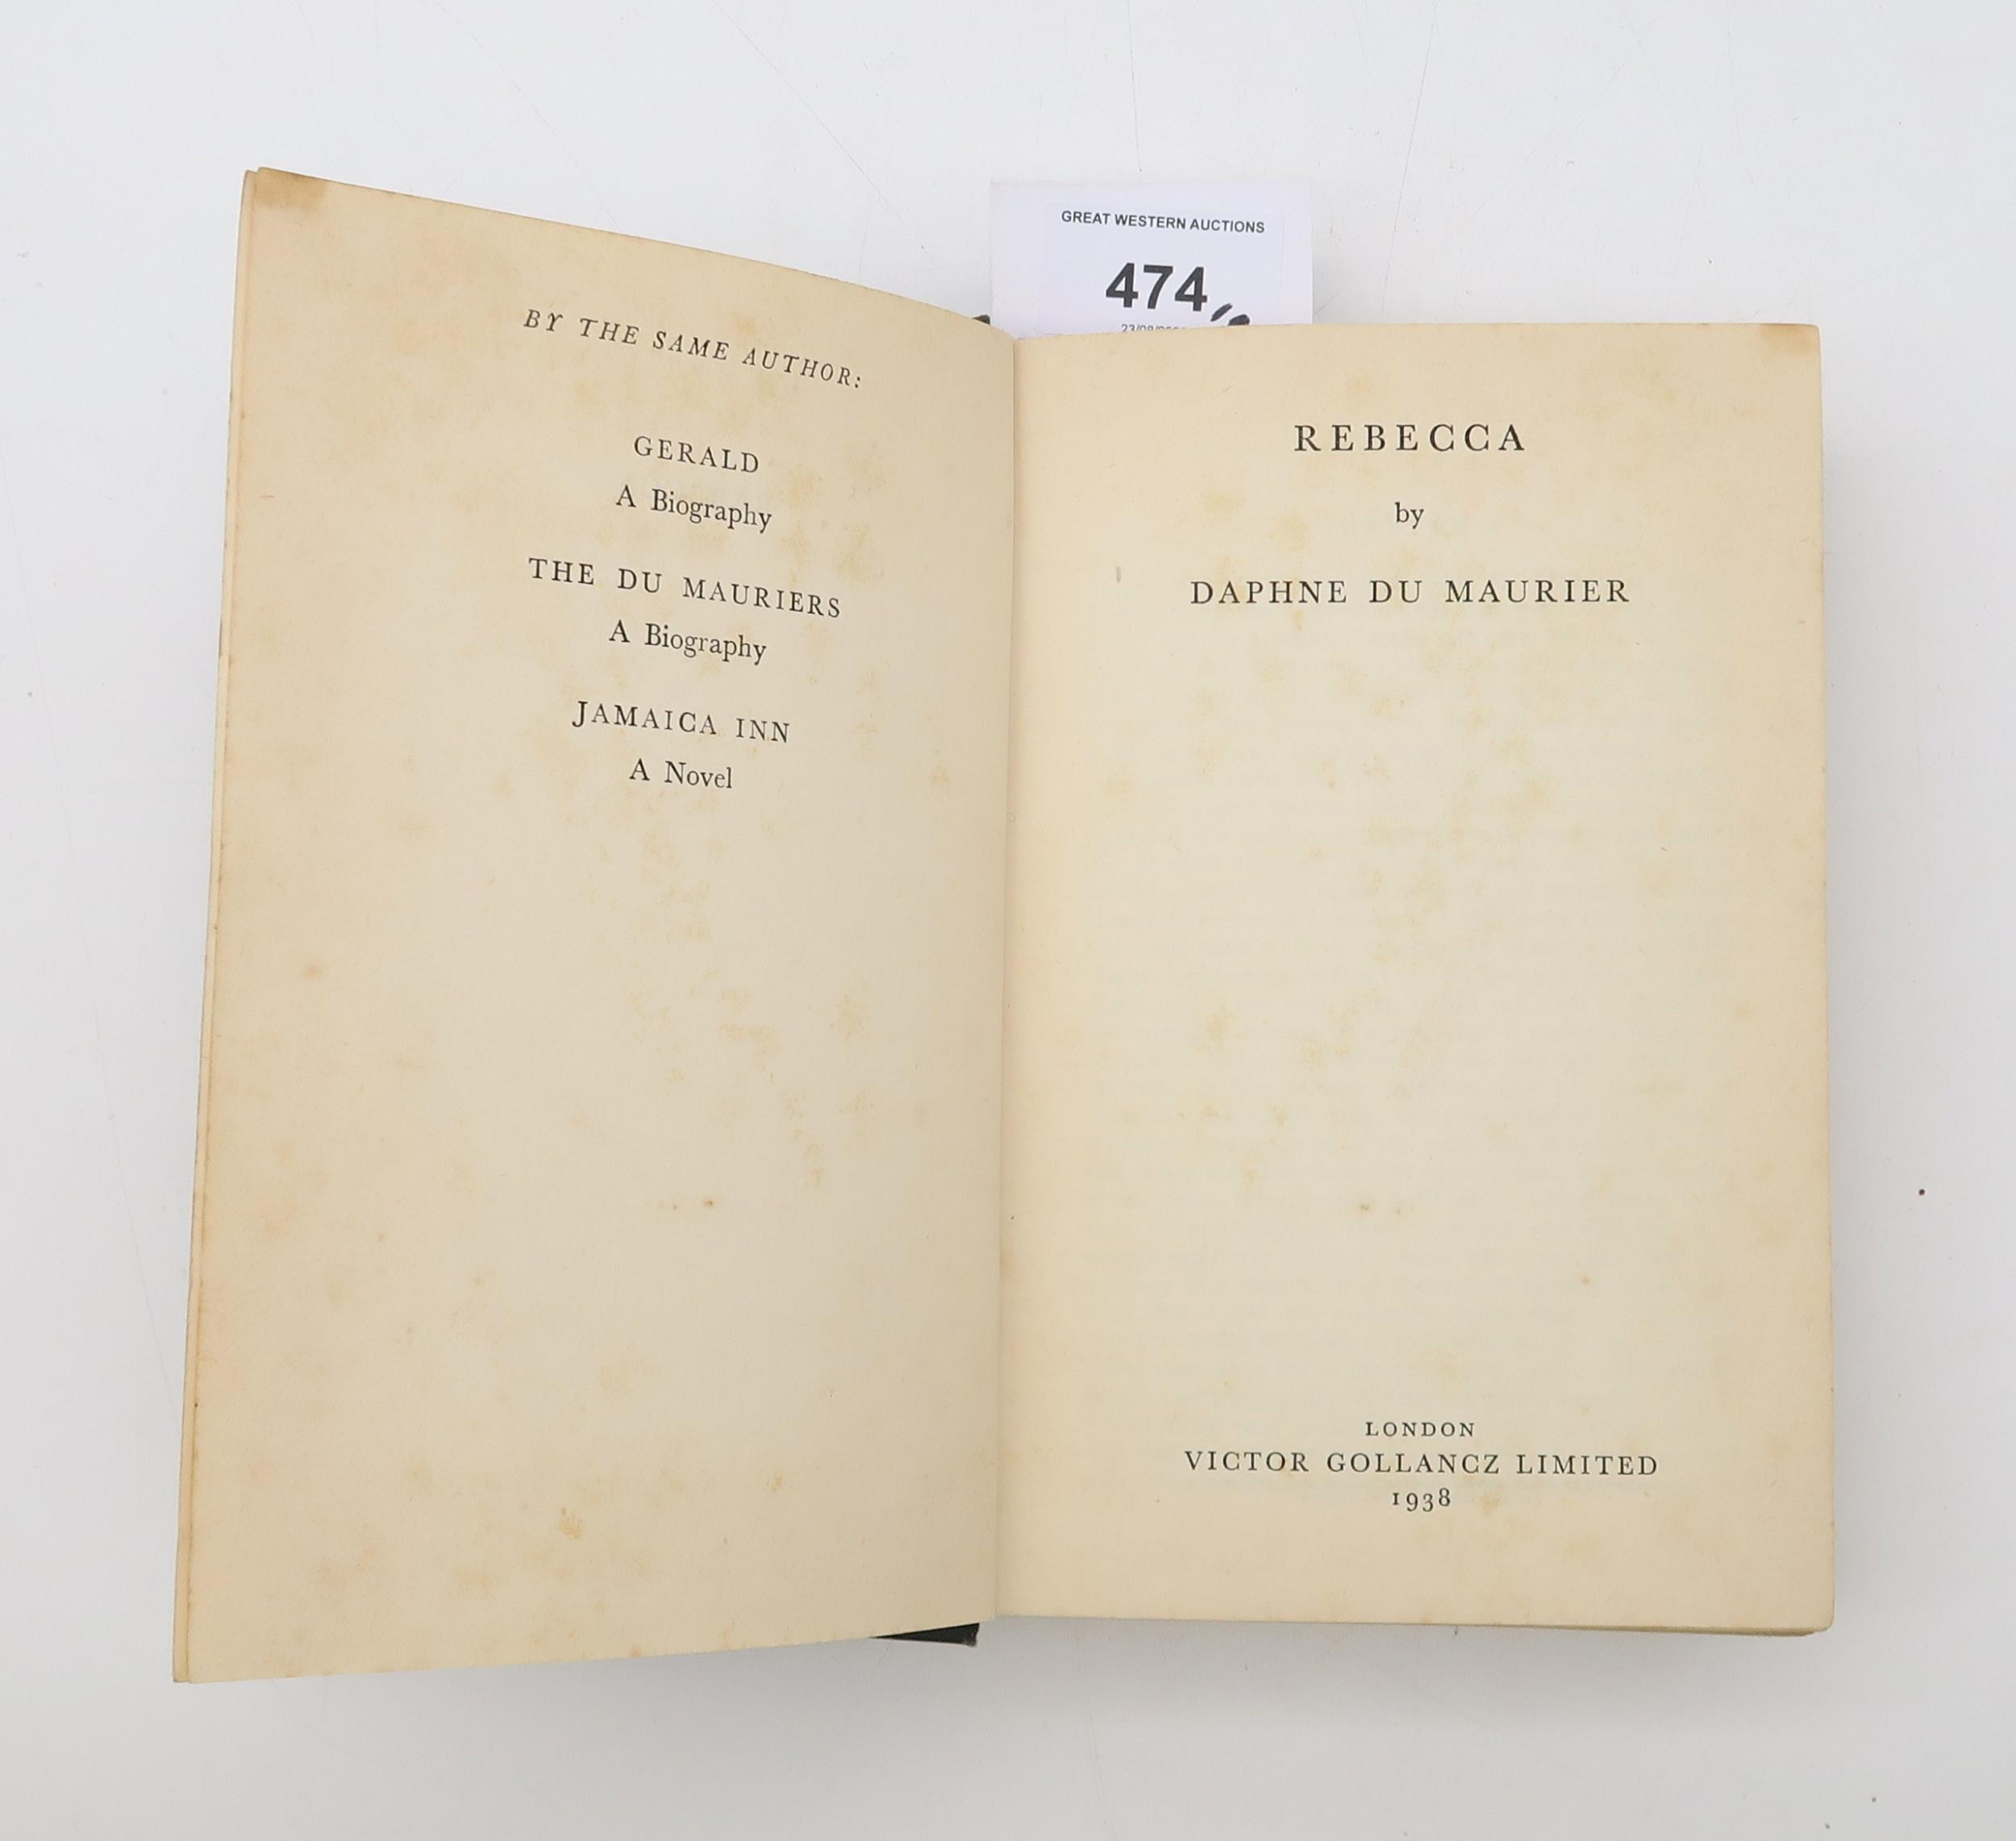 GREAT WESTERN AUCTIONS
474
BY THE SAME AUTHOR:
GERALD
A Biography
THE DU MAURIERS
A Biography
JAMAICA INN
A Novel
REBECCA
by
DAPHNE DU MAURIER
LONDON
VICTOR GOLLANCZ LIMITED
1938